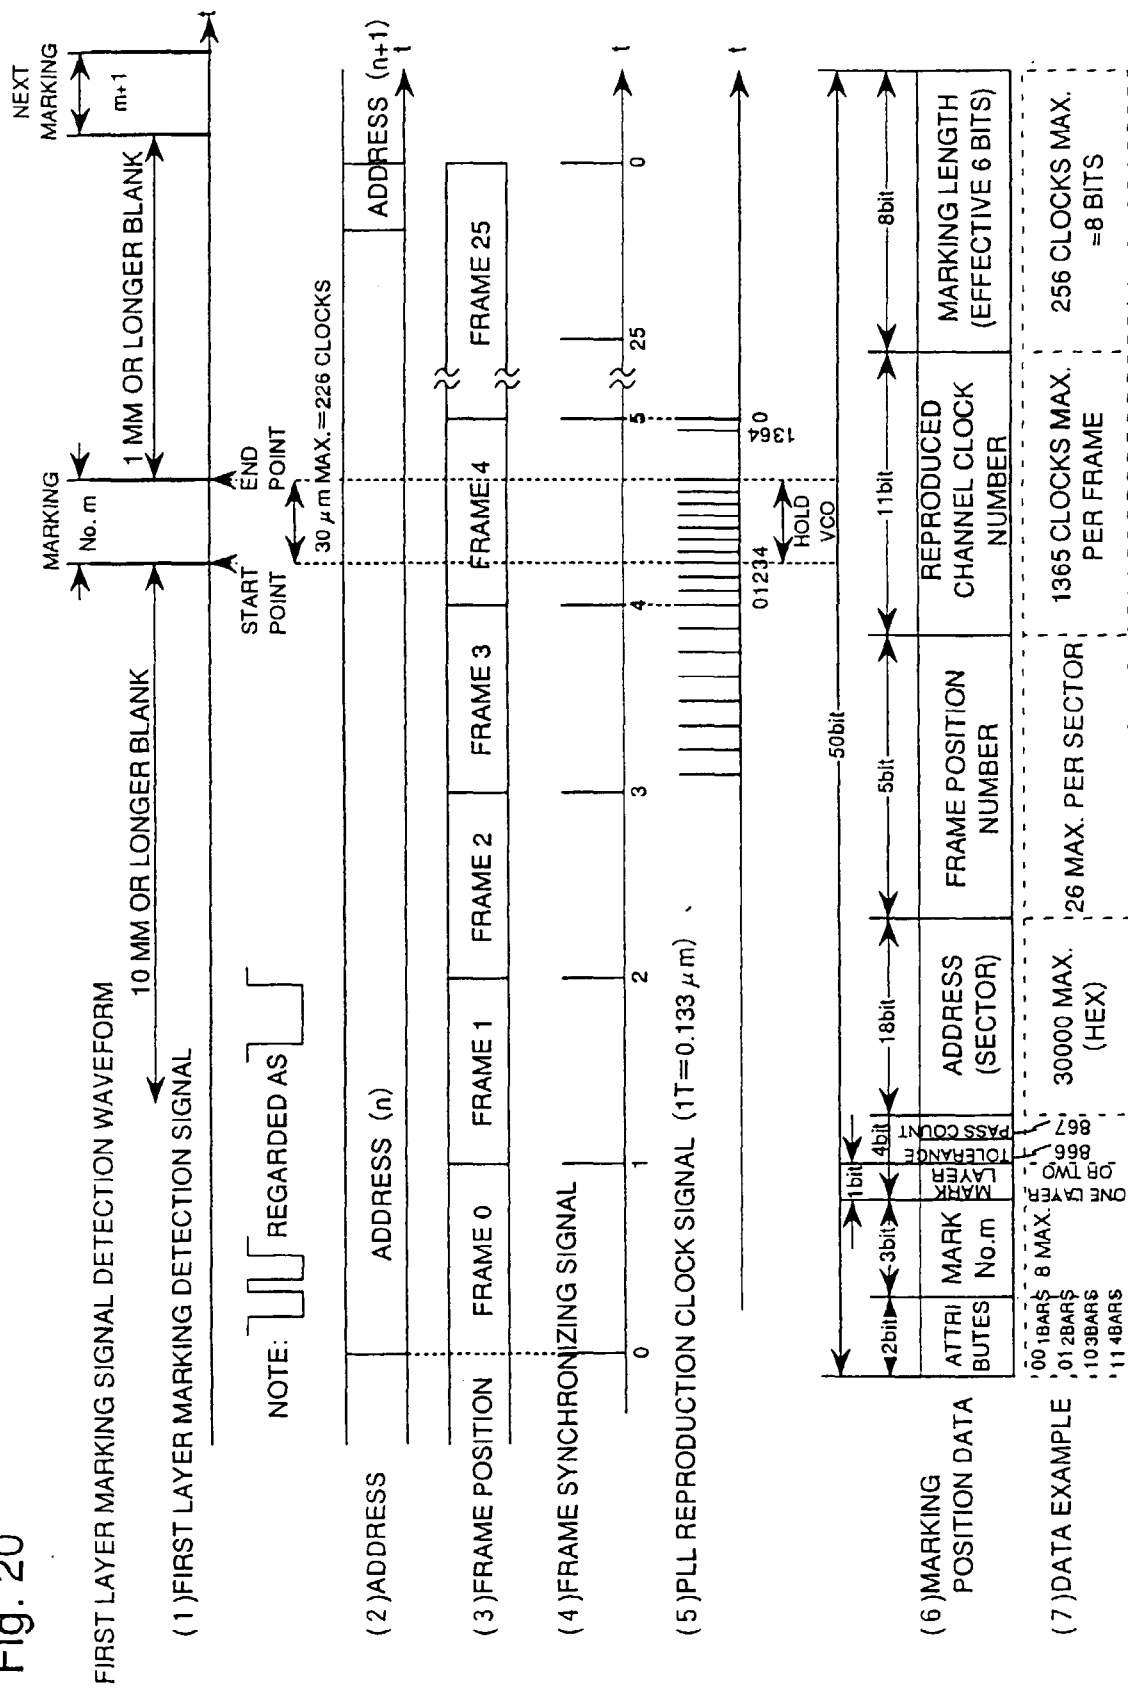 Fig. 20
FIRST LAYER MARKING SIGNAL DETECTION WAVEFORM
(1)FIRST LAYER MARKING DETECTION SIGNAL
10 MM OR LONGER BLANK
MARKING
No. m
1 MM OR LONGER BLANK
NEXT
MARKING
m+1
t
START
POINT
END
POINT
30 μm MAX.=226 CLOCKS
NOTE:
REGARDED AS
(2)ADDRESS
ADDRESS (n)
ADDRESS (n+1)
t
(3)FRAME POSITION
FRAME 0
FRAME 1
FRAME 2
FRAME 3
FRAME 4
FRAME 25
(4)FRAME SYNCHRONIZING SIGNAL
0
1
2
3
4
5
25
0
t
(5)PLL REPRODUCTION CLOCK SIGNAL (1T=0.133 μm)
01234
1364
0
t
HOLD
VCO
50bit
2bit
3bit
1bit
4bit
18bit
5bit
11bit
8bit
(6)MARKING
POSITION DATA
ATTRI
BUTES
MARK
No.m
MARK
LAYER
TOLERANCE
PASS COUNT
ADDRESS
(SECTOR)
FRAME POSITION
NUMBER
REPRODUCED
CHANNEL CLOCK
NUMBER
MARKING LENGTH
(EFFECTIVE 6 BITS)
(7)DATA EXAMPLE
00 1BARS
01 2BARS
10 3BARS
11 4BARS
8 MAX.
ONE LAYER
OR TWO
866
867
30000 MAX.
(HEX)
26 MAX. PER SECTOR
1365 CLOCKS MAX.
PER FRAME
256 CLOCKS MAX.
=8 BITS